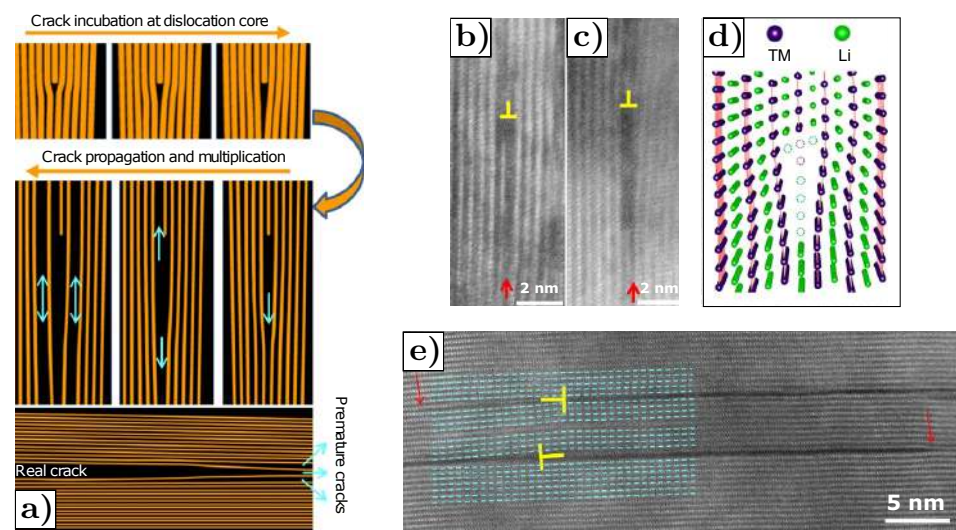 Crack incubation at dislocation core
Crack propagation and multiplication
Real crack
Premature cracks
a)
b)
2 nm
c)
2 nm
d)
TM
Li
e)
5 nm